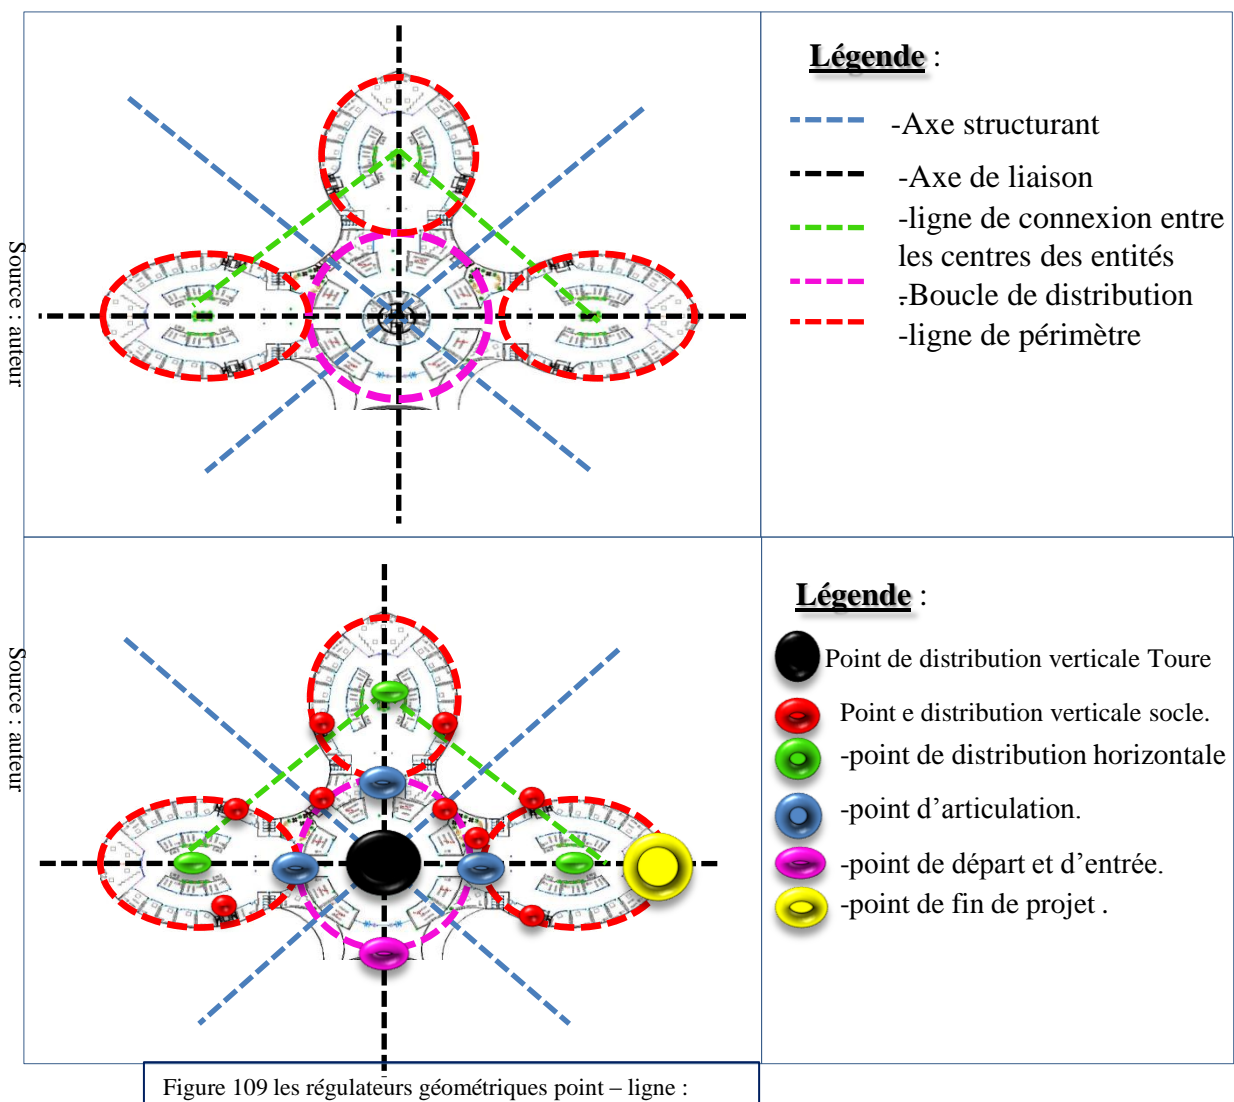 Légende :
-Axe structurant
-Axe de liaison
-ligne de connexion entre
les centres des entités
-Boucle de distribution
-ligne de périmètre
Source : auteur
Légende :
Point de distribution verticale Toure
Point e distribution verticale socle.
-point de distribution horizontale
-point d’articulation.
-point de départ et d’entrée.
-point de fin de projet .
Source : auteur
Figure 109 les régulateurs géométriques point – ligne :